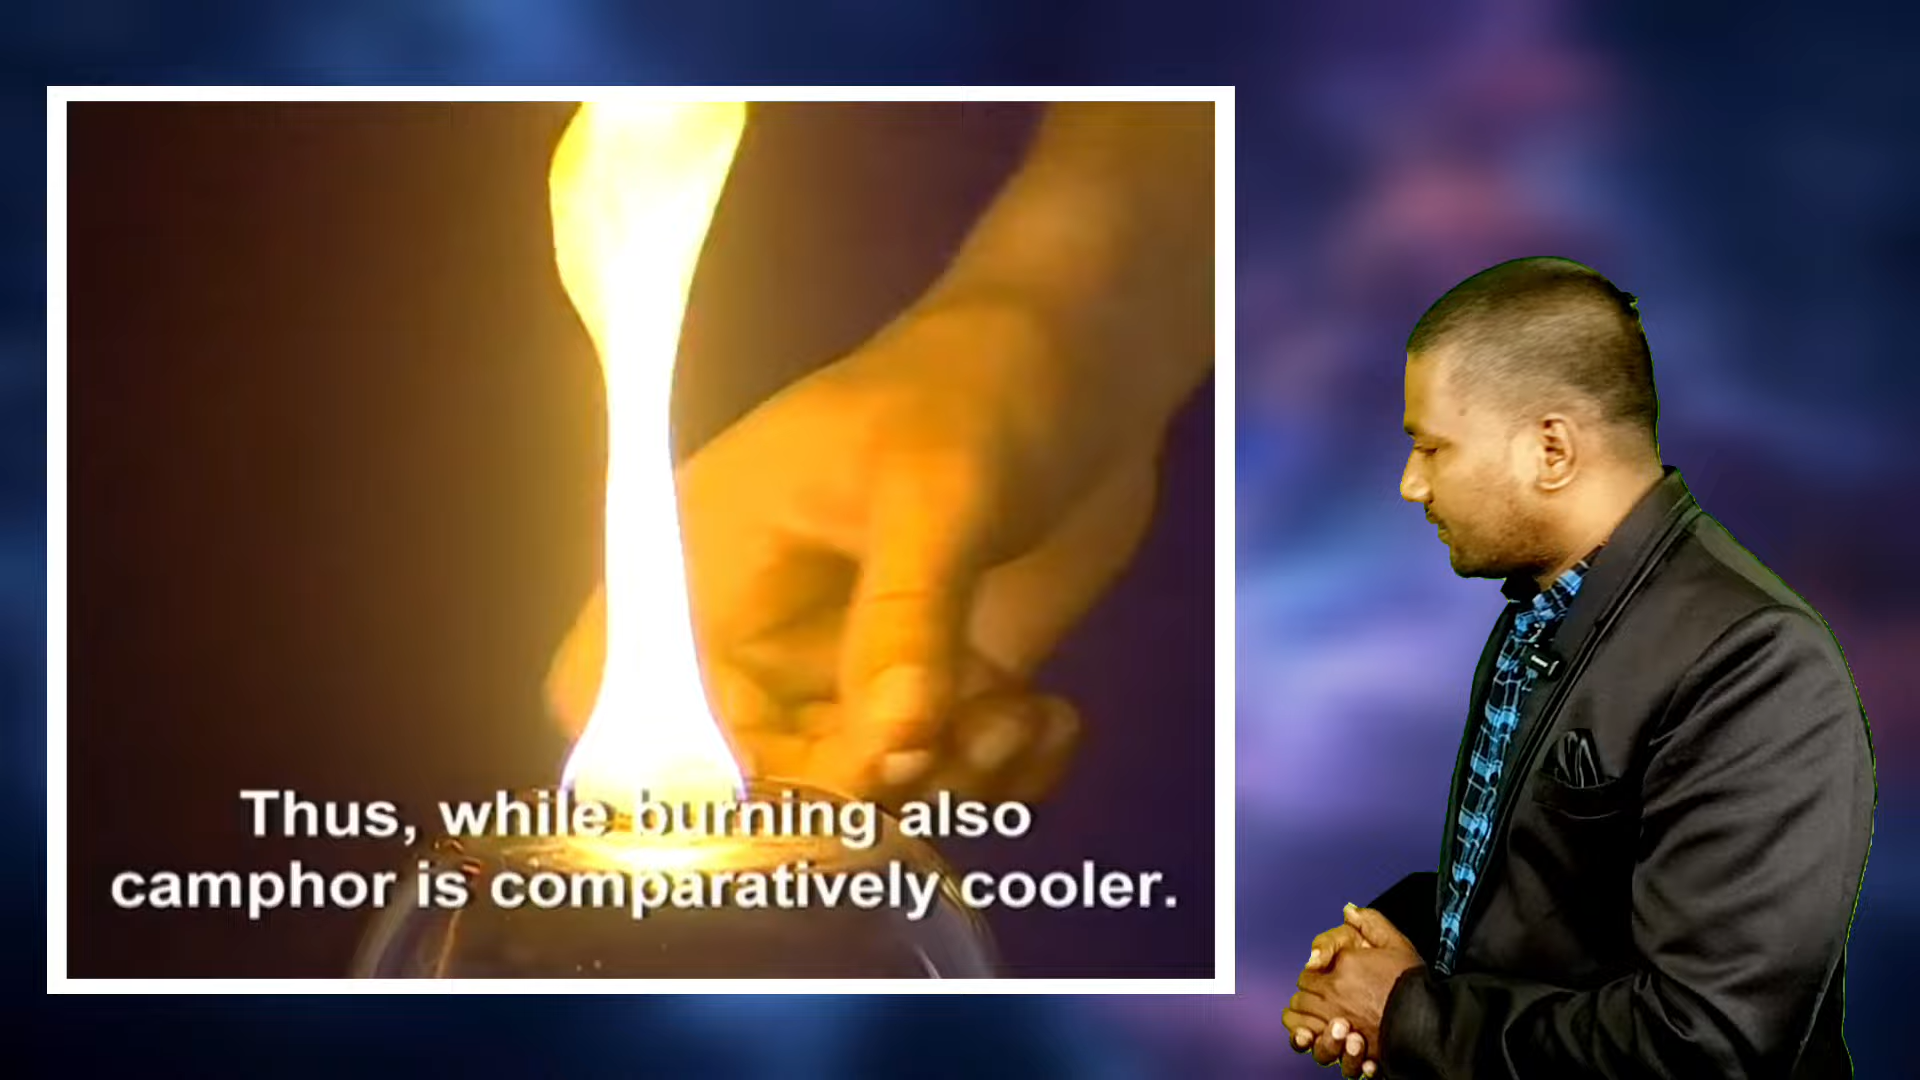 Thus, while burning also
camphor is comparatively cooler.